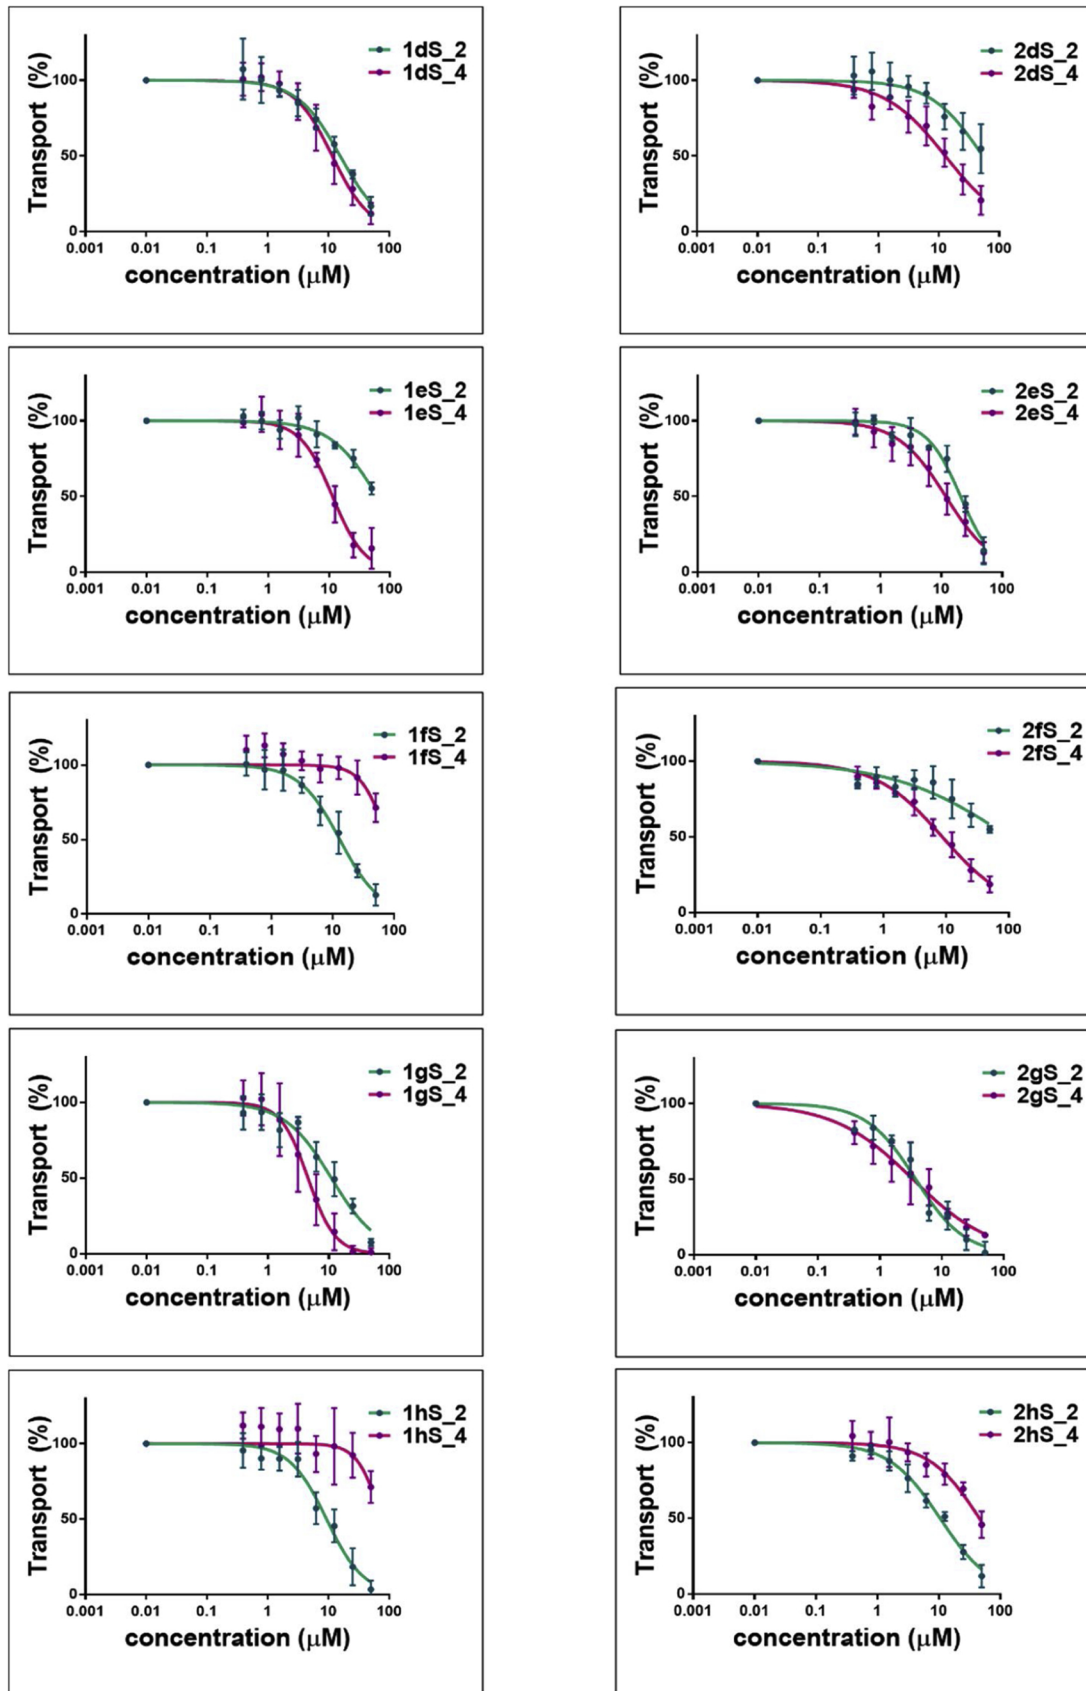 1dS_2
1dS_4
Transport (%)
100
50
0
0.001 0.01 0.1 1 10 100
concentration (μM)
2dS_2
2dS_4
Transport (%)
100
50
0
0.001 0.01 0.1 1 10 100
concentration (μM)
1eS_2
1eS_4
Transport (%)
100
50
0
0.001 0.01 0.1 1 10 100
concentration (μM)
2eS_2
2eS_4
Transport (%)
100
50
0
0.001 0.01 0.1 1 10 100
concentration (μM)
1fS_2
1fS_4
Transport (%)
100
50
0
0.001 0.01 0.1 1 10 100
concentration (μM)
2fS_2
2fS_4
Transport (%)
100
50
0
0.001 0.01 0.1 1 10 100
concentration (μM)
1gS_2
1gS_4
Transport (%)
100
50
0
0.001 0.01 0.1 1 10 100
concentration (μM)
2gS_2
2gS_4
Transport (%)
100
50
0
0.001 0.01 0.1 1 10 100
concentration (μM)
1hS_2
1hS_4
Transport (%)
100
50
0
0.001 0.01 0.1 1 10 100
concentration (μM)
2hS_2
2hS_4
Transport (%)
100
50
0
0.001 0.01 0.1 1 10 100
concentration (μM)